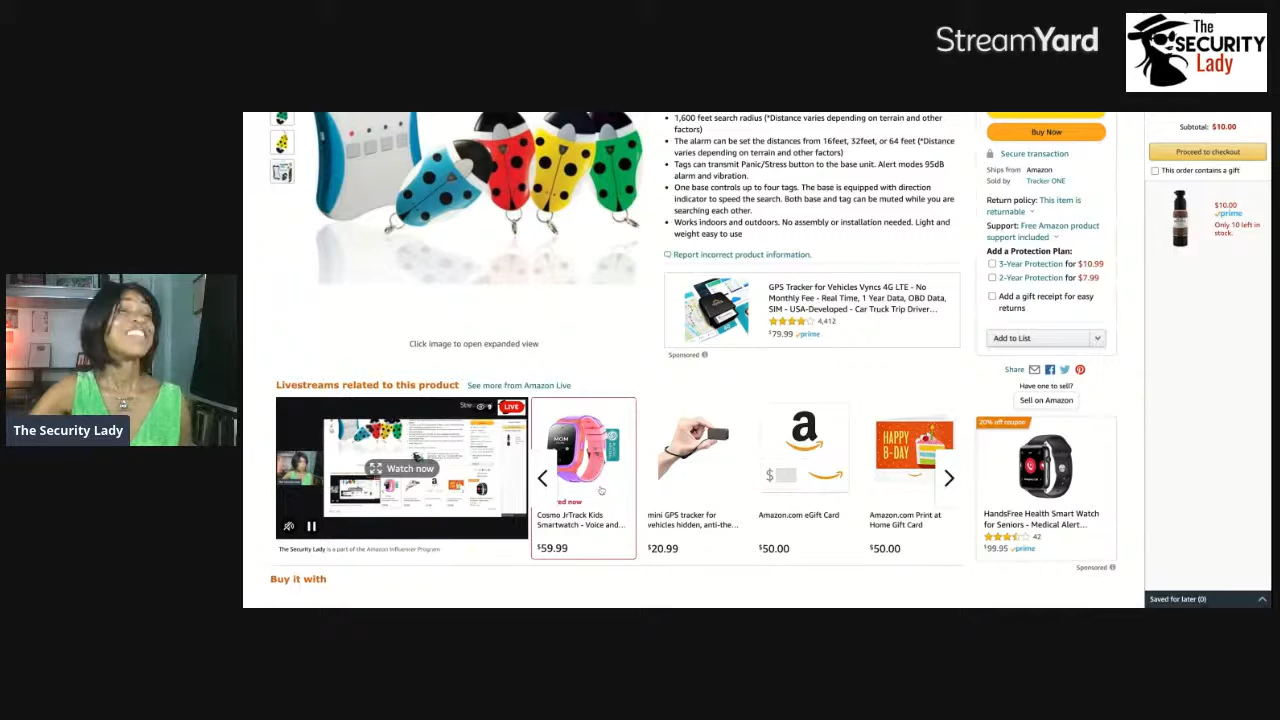 StreamYard
The
SECURITY
Lady
1,600 feet search radius (*Distance varies depending on terrain and other
factors)
The alarm can be set the distances from 16feet, 32feet, or 64 feet (*Distance
varies depending on terrain and other factors)
Tags can transmit Panic/Stress button to the base unit. Alert modes 95dB
alarm and vibration.
One base controls up to four tags. The base is equipped with direction
indicator to speed the search. Both base and tag can be muted while you are
searching each other.
Works indoors and outdoors. No assembly or installation needed. Light and
weight easy to use
Report incorrect product information.
GPS Tracker for Vehicles Vyncs 4G LTE - No
Monthly Fee - Real Time, 1 Year Data, OBD Data,
SIM - USA-Developed - Car Truck Trip Driver...
4,412
$79.99 prime
Sponsored
Click image to open expanded view
Buy Now
Secure transaction
Ships from Amazon
Sold by Tracker ONE
Return policy: This item is
returnable
Support: Free Amazon product
support included
Add a Protection Plan:
3-Year Protection for $10.99
2-Year Protection for $7.99
Add a gift receipt for easy
returns
Add to List
Share
Have one to sell?
Sell on Amazon
Subtotal: $10.00
Proceed to checkout
This order contains a gift
$10.00
prime
Only 10 left in
stock.
The Security Lady
Livestreams related to this product See more from Amazon Live
LIVE
Watch now
The Security Lady is a part of the Amazon Influencer Program
MOM
ed now
Cosmo JrTrack Kids
Smartwatch - Voice and...
$59.99
mini GPS tracker for
vehicles hidden, anti-the...
$20.99
a
$
Amazon.com eGift Card
$50.00
HAPPY
B-DAY
Amazon.com Print at
Home Gift Card
$50.00
20% off coupon
HandsFree Health Smart Watch
for Seniors - Medical Alert...
42
$99.95 prime
Sponsored
Buy it with
Saved for later (0)